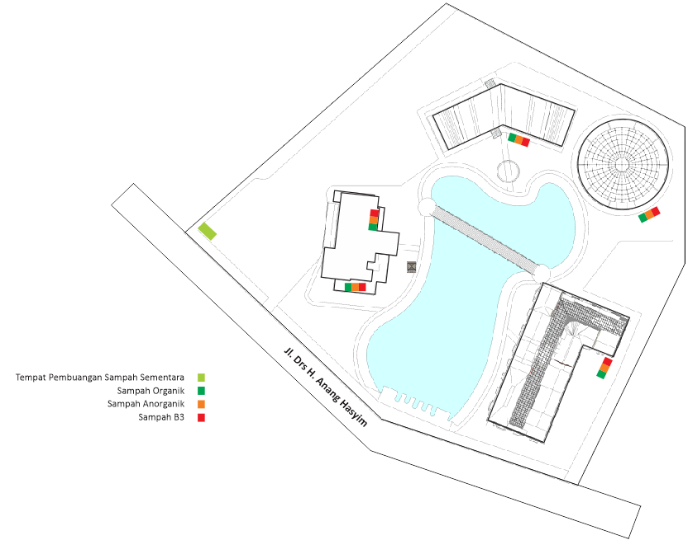 Jl. Drs H. Anang Hasyim
Tempat Pembuangan Sampah Sementara
Sampah Organik
Sampah Anorganik
Sampah B3